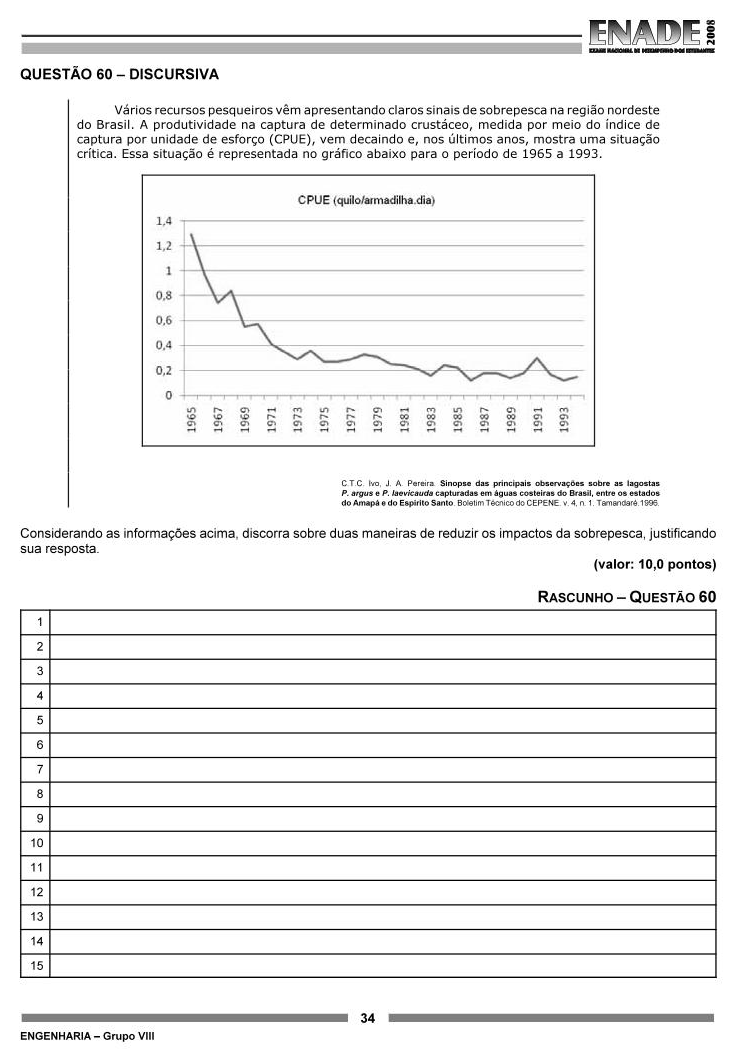 ENADE 2008
EXAME NACIONAL DE DESEMPENHO DOS ESTUDANTES
QUESTÃO 60 – DISCURSIVA
Vários recursos pesqueiros vêm apresentando claros sinais de sobrepesca na região nordeste
do Brasil. A produtividade na captura de determinado crustáceo, medida por meio do índice de
captura por unidade de esforço (CPUE), vem decaindo e, nos últimos anos, mostra uma situação
crítica. Essa situação é representada no gráfico abaixo para o período de 1965 a 1993.
CPUE (quilo/armadilha.dia)
1,4
1,2
1
0,8
0,6
0,4
0,2
0
1965 1967 1969 1971 1973 1975 1977 1979 1981 1983 1985 1987 1989 1991 1993
C.T.C. Ivo, J. A. Pereira. Sinopse das principais observações sobre as lagostas
P. argus e P. laevicauda capturadas em águas costeiras do Brasil, entre os estados
do Amapá e do Espírito Santo. Boletim Técnico do CEPENE. v. 4, n. 1. Tamandaré.1996.
Considerando as informações acima, discorra sobre duas maneiras de reduzir os impactos da sobrepesca, justificando
sua resposta.
(valor: 10,0 pontos)
RASCUNHO – QUESTÃO 60
1
2
3
4
5
6
7
8
9
10
11
12
13
14
15
34
ENGENHARIA – Grupo VIII